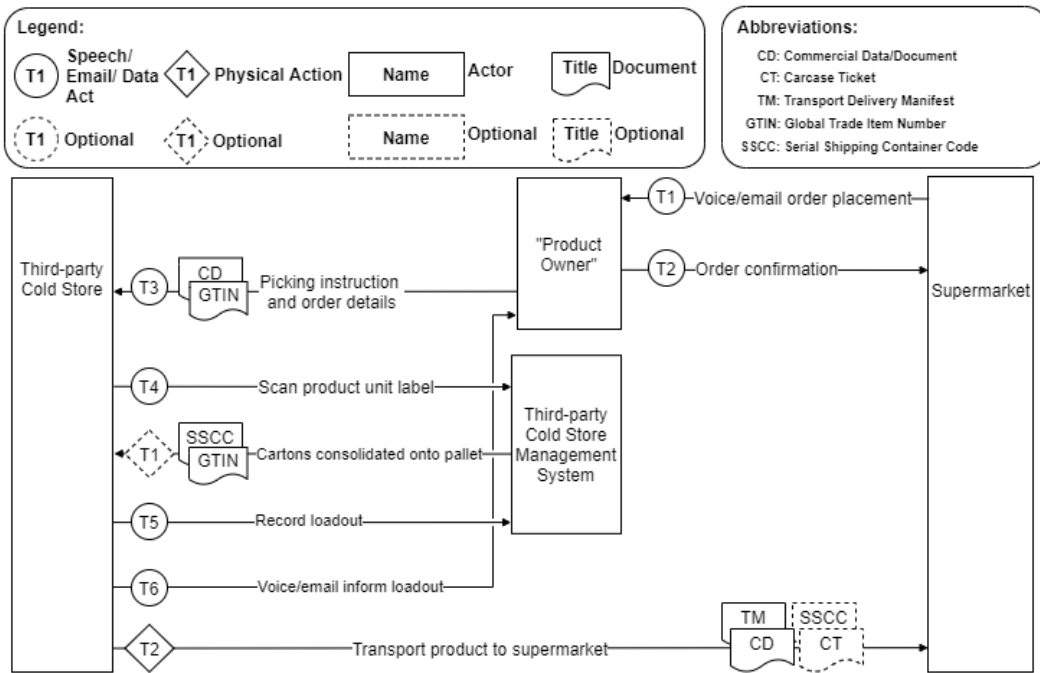 Legend:
T1
Speech/
Email/ Data
Act
T1
Physical Action
Name
Actor
Title
Document
T1
Optional
T1
Optional
Name
Optional
Title
Optional
Abbreviations:
CD: Commercial Data/Document
CT: Carcase Ticket
TM: Transport Delivery Manifest
GTIN: Global Trade Item Number
SSCC: Serial Shipping Container Code
Third-party
Cold Store
"Product
Owner"
Supermarket
T1
Voice/email order placement
T2
Order confirmation
T3
CD
GTIN
Picking instruction
and order details
T4
Scan product unit label
Third-party
Cold Store
Management
System
T1
SSCC
GTIN
Cartons consolidated onto pallet
T5
Record loadout
T6
Voice/email inform loadout
T2
Transport product to supermarket
TM
SSCC
CD
CT